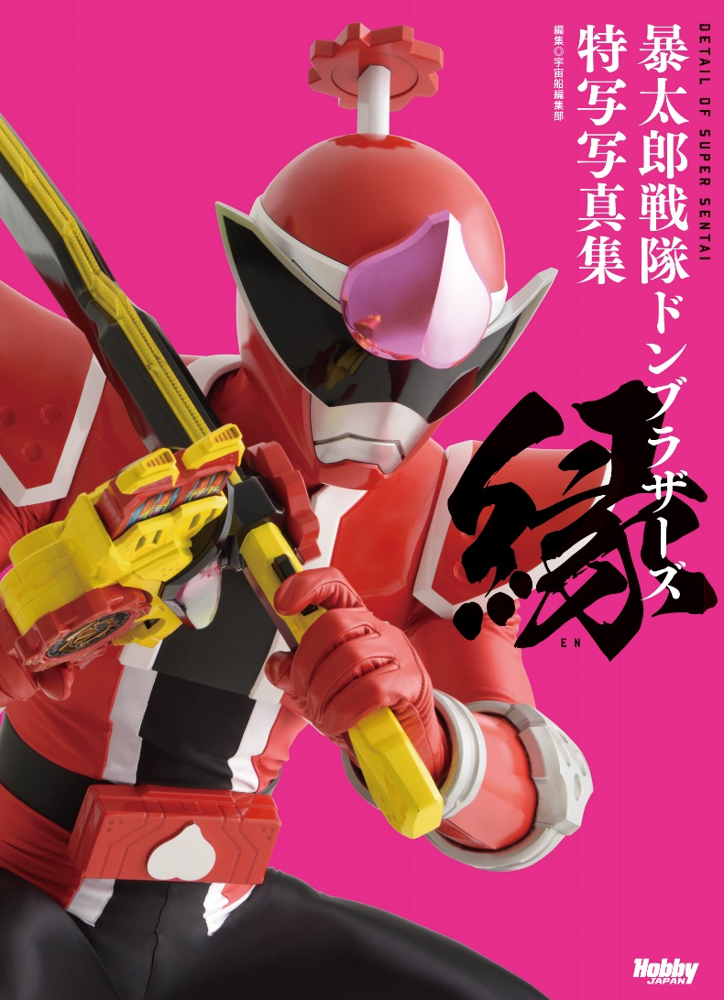 DETAIL OF SUPER SENTAI
暴太郎戦隊ドンブラザーズ
特写写真集
編集◎宇宙船編集部
縁
EN
Hobby
JAPAN